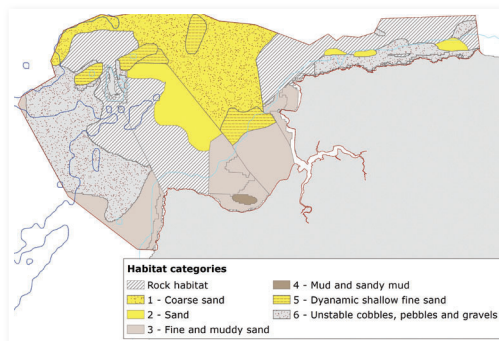 Habitat categories
Rock habitat
1 - Coarse sand
2 - Sand
3 - Fine and muddy sand
4 - Mud and sandy mud
5 - Dyanamic shallow fine sand
6 - Unstable cobbles, pebbles and gravels